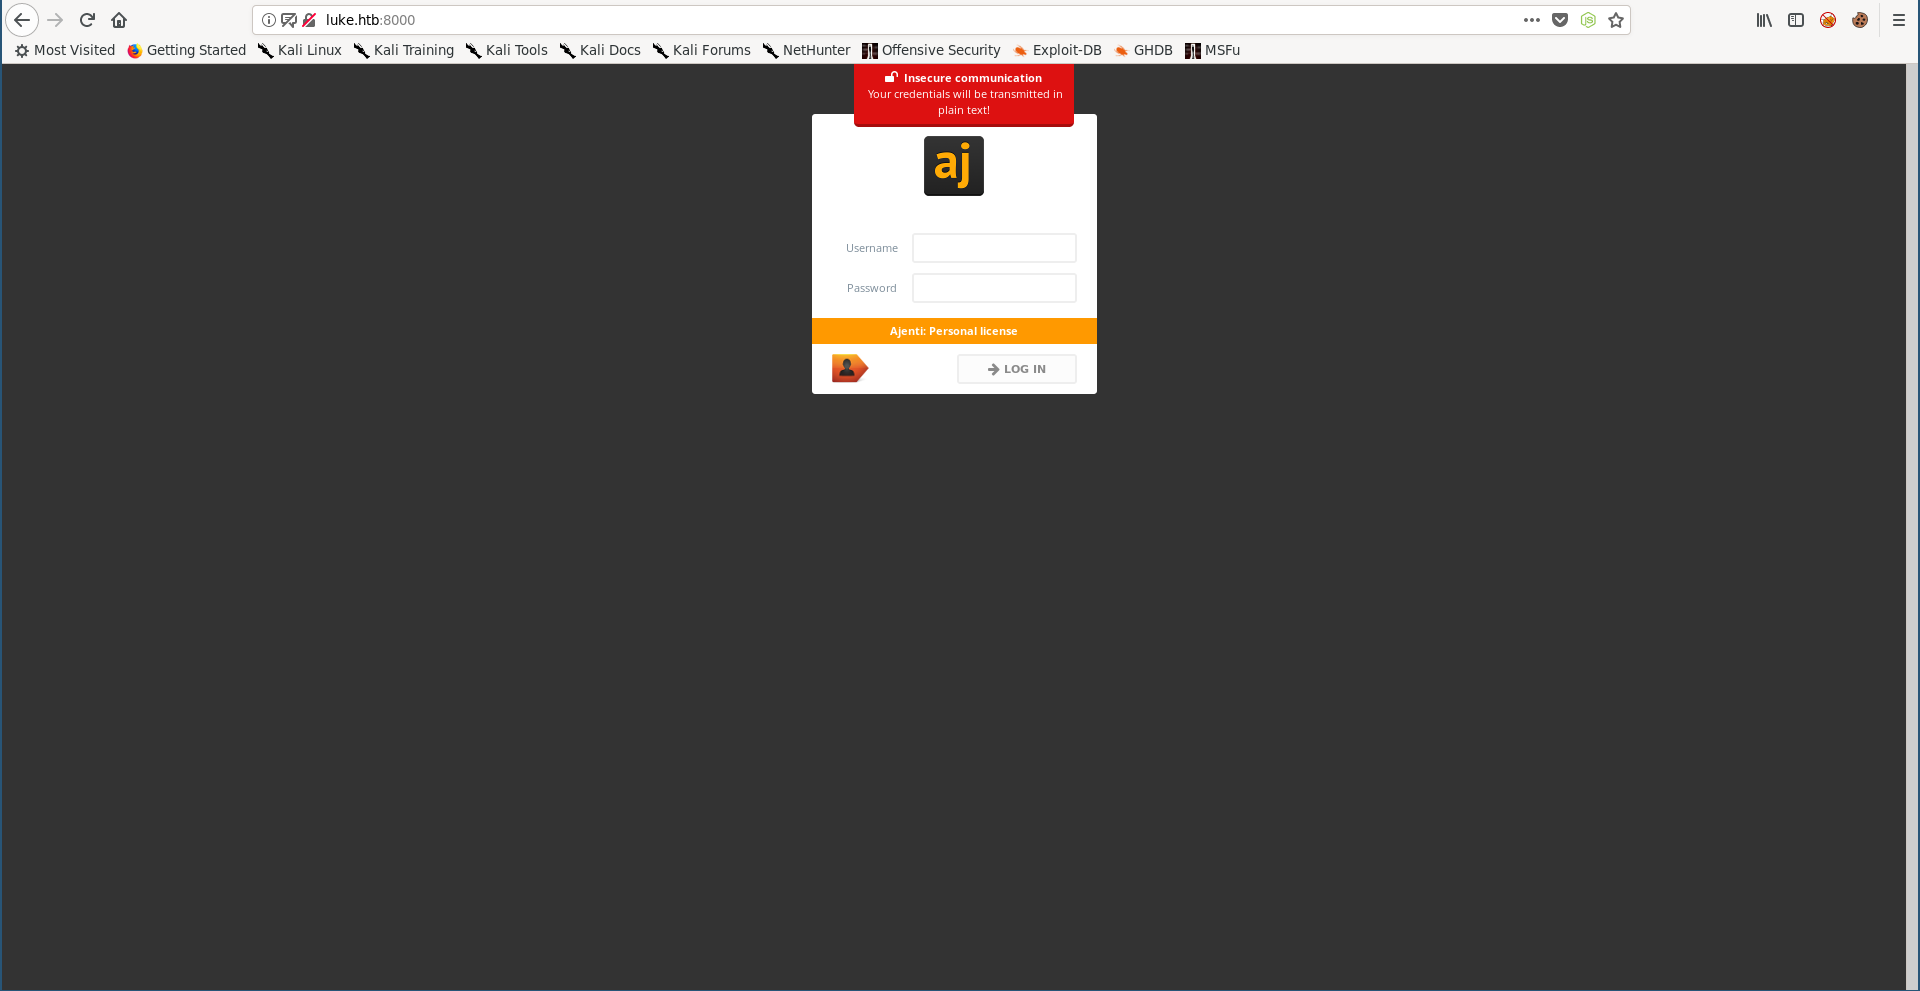 luke.htb:8000
Most Visited Getting Started Kali Linux Kali Training Kali Tools Kali Docs Kali Forums NetHunter Offensive Security Exploit-DB GHDB MSFu
Insecure communication
Your credentials will be transmitted in
plain text!
aj
Username
Password
Ajenti: Personal license
LOG IN